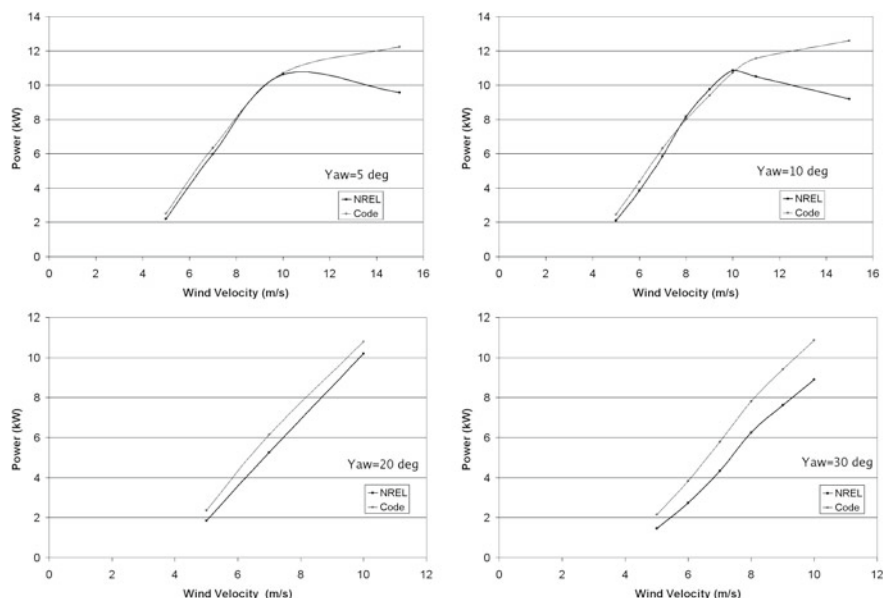 14
12
10
8
6
4
2
0
Power (kW)
Yaw=5 deg
NREL
Code
0 2 4 6 8 10 12 14 16
Wind Velocity (m/s)
14
12
10
8
6
4
2
0
Power (kW)
Yaw=10 deg
NREL
Code
0 2 4 6 8 10 12 14 16
Wind Velocity (m/s)
12
10
8
6
4
2
0
Power (kW)
Yaw=20 deg
NREL
Code
0 2 4 6 8 10 12
Wind Velocity (m/s)
12
10
8
6
4
2
0
Power (kW)
Yaw=30 deg
NREL
Code
0 2 4 6 8 10 12
Wind Velocity (m/s)